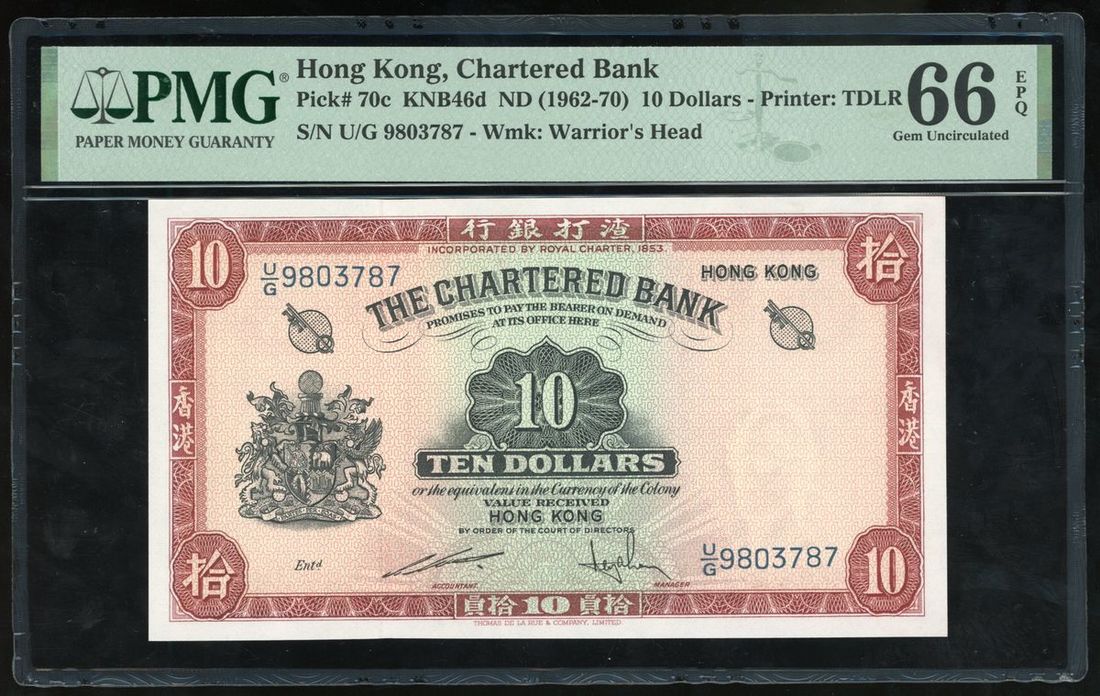 PMG®
PAPER MONEY GUARANTY
Hong Kong, Chartered Bank
Pick# 70c KNB46d ND (1962-70) 10 Dollars - Printer: TDLR
S/N U/G 9803787 - Wmk: Warrior's Head
66
EPQ
Gem Uncirculated
行銀打渣
INCORPORATED BY ROYAL CHARTER, 1853.
10
拾
U/G 9803787
HONG KONG
THE CHARTERED BANK
PROMISES TO PAY THE BEARER ON DEMAND
AT ITS OFFICE HERE
香港
香港
10
TEN DOLLARS
or the equivalent in the Currency of the Colony
VALUE RECEIVED
HONG KONG
BY ORDER OF THE COURT OF DIRECTORS
拾
Entd
ACCOUNTANT.
MANAGER
U/G 9803787
10
員拾10員拾
THOMAS DE LA RUE & COMPANY, LIMITED